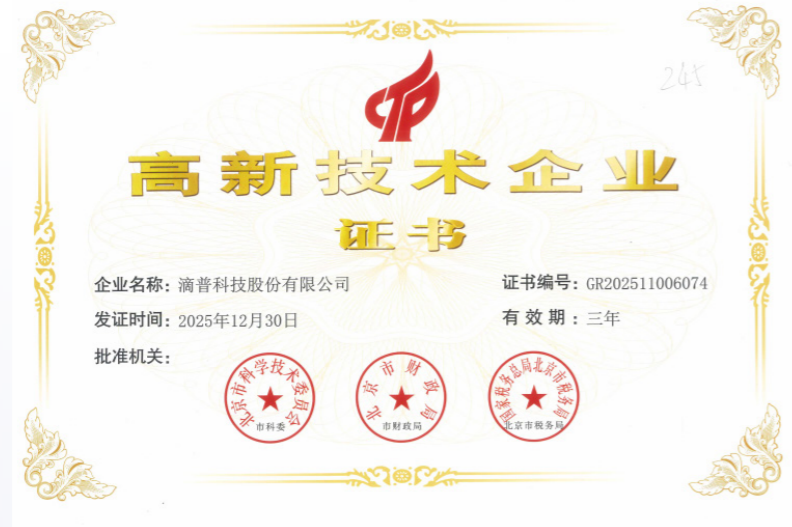 245
高新技术企业
证书
企业名称：滴普科技股份有限公司
证书编号：GR202511006074
发证时间：2025年12月30日
有效期：三年
批准机关：
北京市科学技术委员会
市科委
北京市财政局
市财政局
国家税务总局北京市税务局
北京市税务局